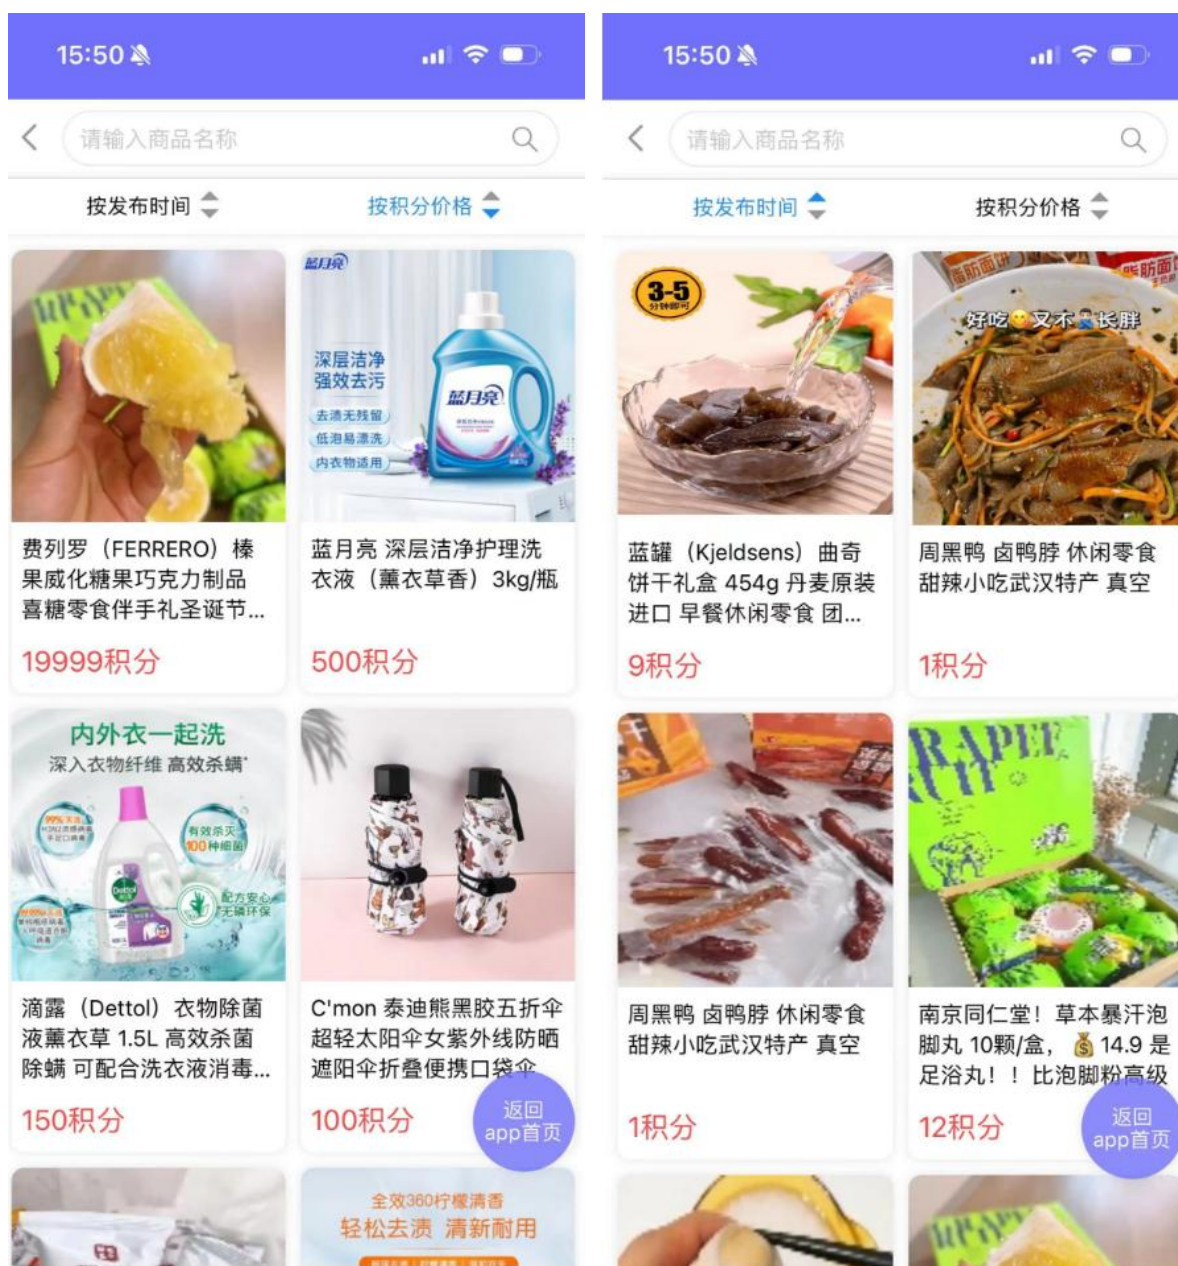 15:50
请输入商品名称
按发布时间
按积分价格
蓝月亮
深层洁净
强效去污
去渍无残留
低泡易漂洗
内衣物适用
蓝月亮
费列罗（FERRERO）榛
果威化糖果巧克力制品
喜糖零食伴手礼圣诞节...
19999积分
蓝月亮 深层洁净护理洗
衣液（薰衣草香）3kg/瓶
500积分
内外衣一起洗
深入衣物纤维 高效杀螨*
有效杀灭
100种细菌
配方安心
无磷环保
Dettol
滴露（Dettol）衣物除菌
液薰衣草 1.5L 高效杀菌
除螨 可配合洗衣液消毒...
150积分
C'mon 泰迪熊黑胶五折伞
超轻太阳伞女紫外线防晒
遮阳伞折叠便携口袋伞
100积分
返回
app首页
全效360柠檬清香
轻松去渍 清新耐用
15:50
请输入商品名称
按发布时间
按积分价格
3-5
分钟即可
脂肪面饼
脂肪面
好吃😋又不长胖
蓝罐（Kjeldsens）曲奇
饼干礼盒 454g 丹麦原装
进口 早餐休闲零食 团...
9积分
周黑鸭 卤鸭脖 休闲零食
甜辣小吃武汉特产 真空
1积分
周黑鸭 卤鸭脖 休闲零食
甜辣小吃武汉特产 真空
1积分
南京同仁堂！草本暴汗泡
脚丸 10颗/盒，💰14.9 是
足浴丸！！比泡脚粉高级
12积分
返回
app首页